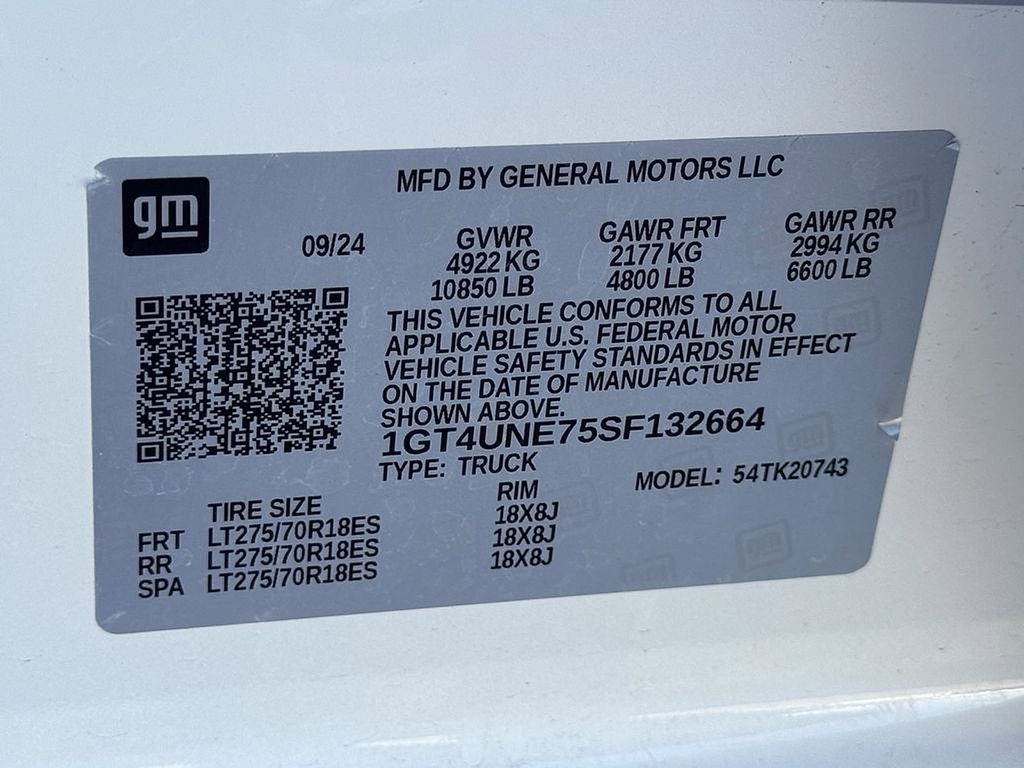 gm
MFD BY GENERAL MOTORS LLC
09/24
GVWR
4922 KG
10850 LB
GAWR FRT
2177 KG
4800 LB
GAWR RR
2994 KG
6600 LB
THIS VEHICLE CONFORMS TO ALL
APPLICABLE U.S. FEDERAL MOTOR
VEHICLE SAFETY STANDARDS IN EFFECT
ON THE DATE OF MANUFACTURE
SHOWN ABOVE.
1GT4UNE75SF132664
TYPE: TRUCK
MODEL: 54TK20743
TIRE SIZE RIM
FRT LT275/70R18ES 18X8J
RR LT275/70R18ES 18X8J
SPA LT275/70R18ES 18X8J